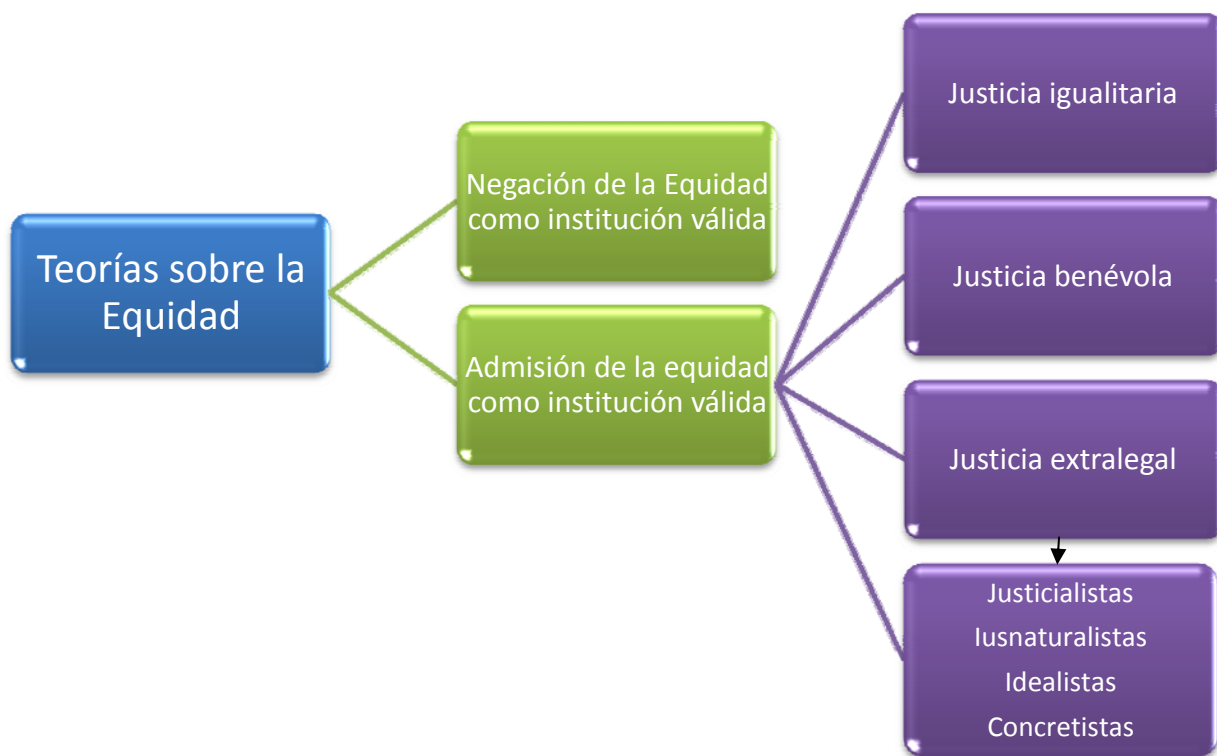 Teorías sobre la
Equidad
Negación de la Equidad
como institución válida
Admisión de la equidad
como institución válida
Justicia igualitaria
Justicia benévola
Justicia extralegal
Justicialistas
Iusnaturalistas
Idealistas
Concretistas